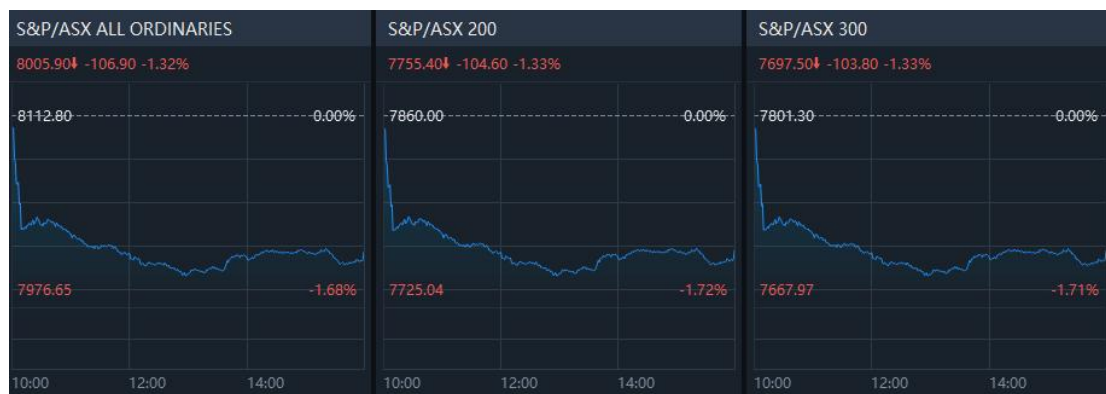 S&P/ASX ALL ORDINARIES
8005.90⬇ -106.90 -1.32%
8112.80 0.00%
7976.65 -1.68%
10:00 12:00 14:00
S&P/ASX 200
7755.40⬇ -104.60 -1.33%
7860.00 0.00%
7725.04 -1.72%
10:00 12:00 14:00
S&P/ASX 300
7697.50⬇ -103.80 -1.33%
7801.30 0.00%
7667.97 -1.71%
10:00 12:00 14:00